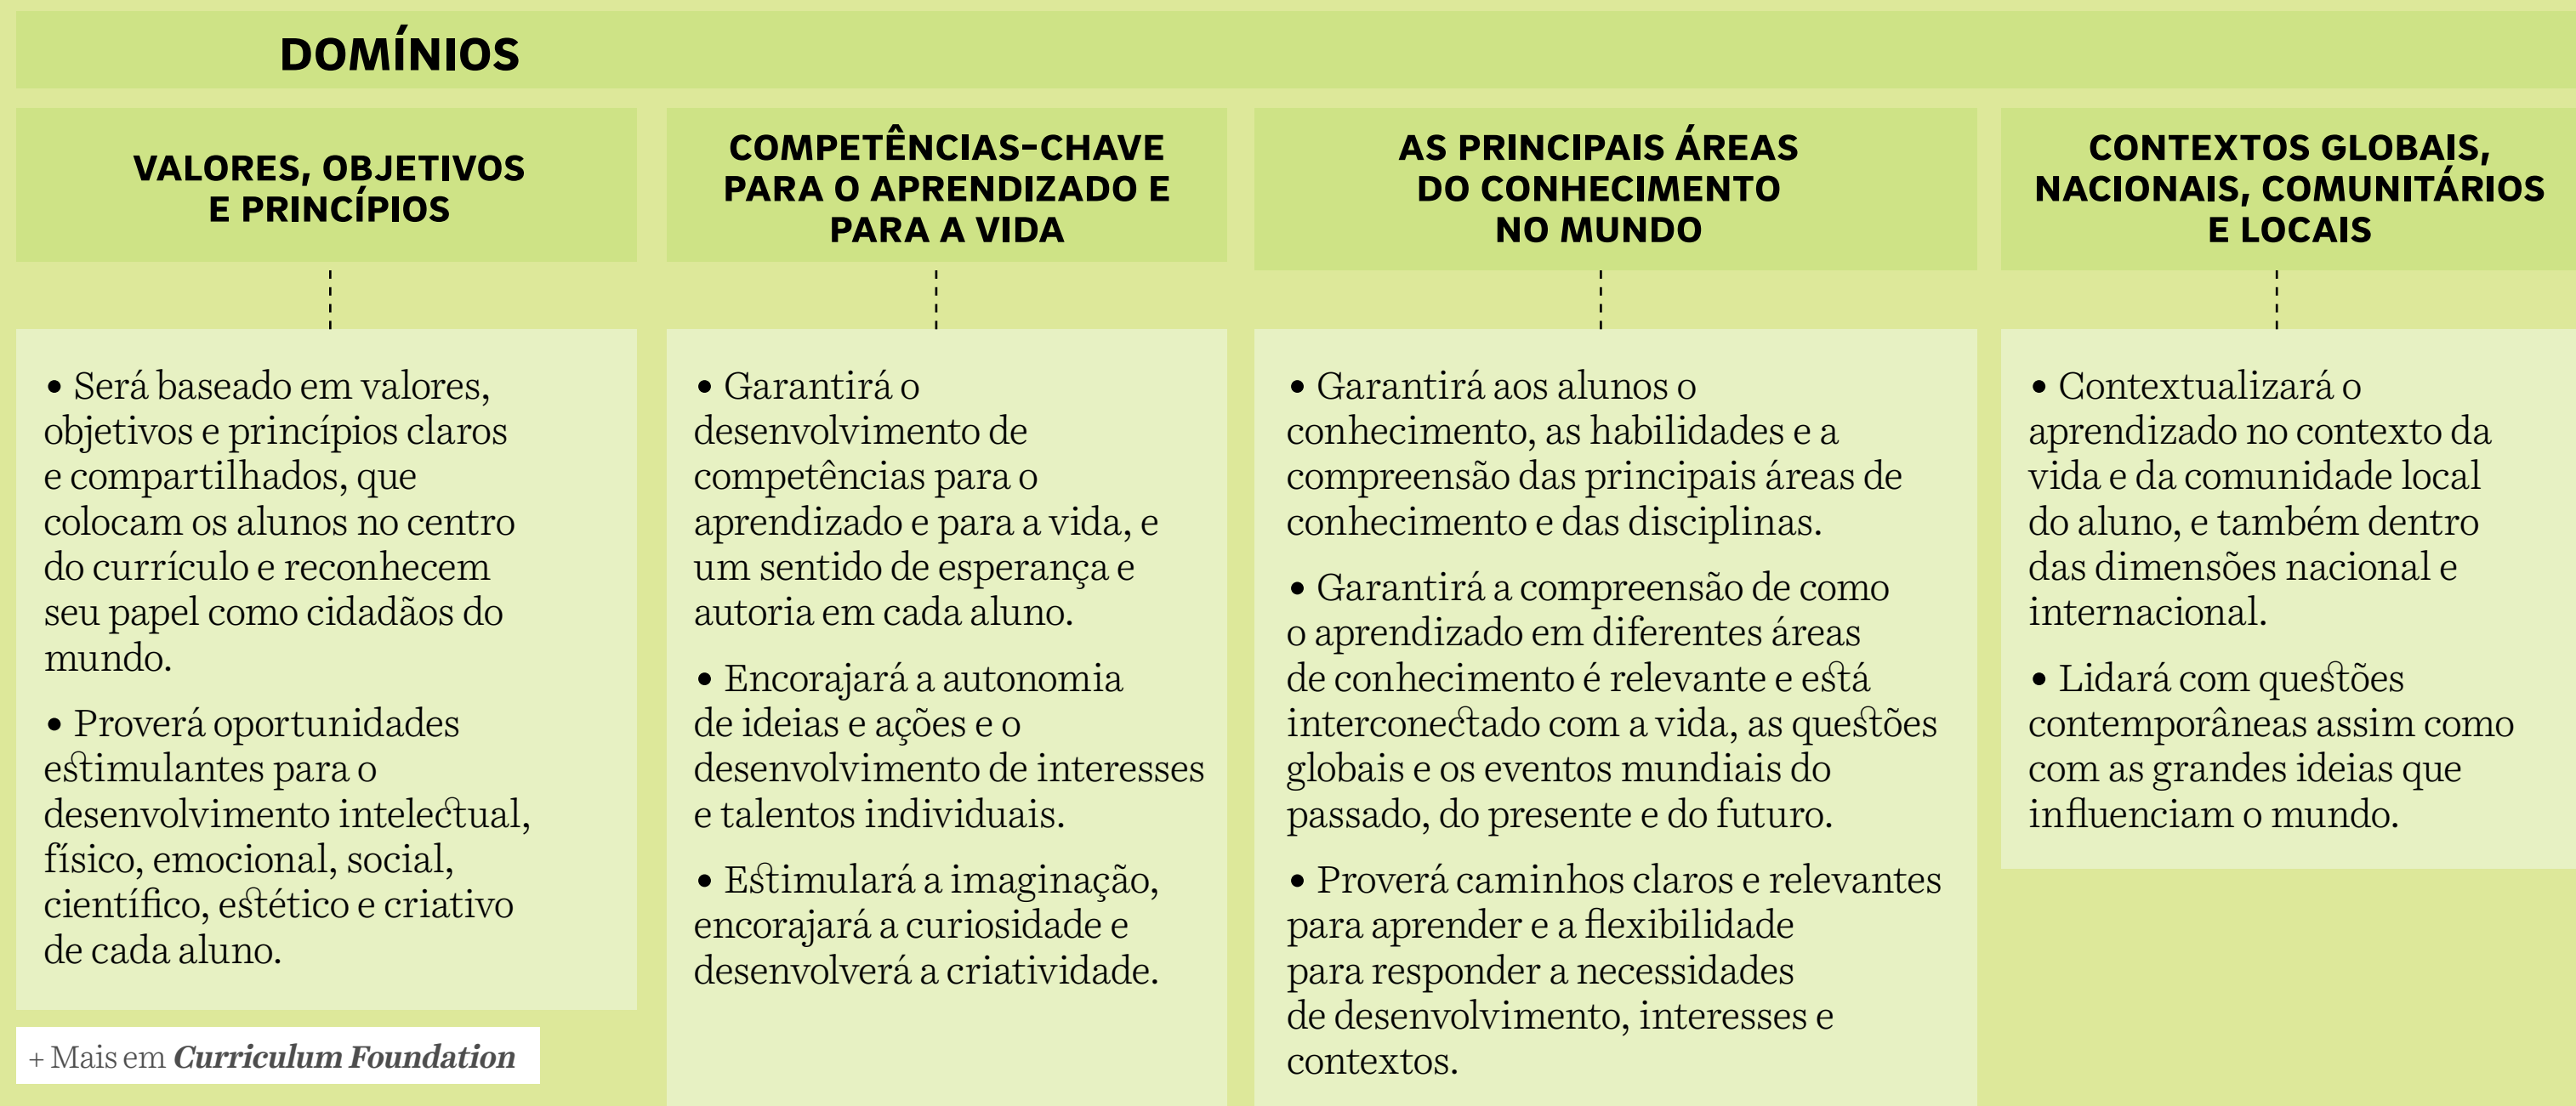 DOMÍNIOS
VALORES, OBJETIVOS
E PRINCÍPIOS
• Será baseado em valores,
objetivos e princípios claros
e compartilhados, que
colocam os alunos no centro
do currículo e reconhecem
seu papel como cidadãos do
mundo.
• Proverá oportunidades
estimulantes para o
desenvolvimento intelectual,
físico, emocional, social,
científico, estético e criativo
de cada aluno.
+ Mais em Curriculum Foundation
COMPETÊNCIAS-CHAVE
PARA O APRENDIZADO E
PARA A VIDA
• Garantirá o
desenvolvimento de
competências para o
aprendizado e para a vida, e
um sentido de esperança e
autoria em cada aluno.
• Encorajará a autonomia
de ideias e ações e o
desenvolvimento de interesses
e talentos individuais.
• Estimulará a imaginação,
encorajará a curiosidade e
desenvolverá a criatividade.
AS PRINCIPAIS ÁREAS
DO CONHECIMENTO
NO MUNDO
• Garantirá aos alunos o
conhecimento, as habilidades e a
compreensão das principais áreas de
conhecimento e das disciplinas.
• Garantirá a compreensão de como
o aprendizado em diferentes áreas
de conhecimento é relevante e está
interconectado com a vida, as questões
globais e os eventos mundiais do
passado, do presente e do futuro.
• Proverá caminhos claros e relevantes
para aprender e a flexibilidade
para responder a necessidades
de desenvolvimento, interesses e
contextos.
CONTEXTOS GLOBAIS,
NACIONAIS, COMUNITÁRIOS
E LOCAIS
• Contextualizará o
aprendizado no contexto da
vida e da comunidade local
do aluno, e também dentro
das dimensões nacional e
internacional.
• Lidará com questões
contemporâneas assim como
com as grandes ideias que
influenciam o mundo.